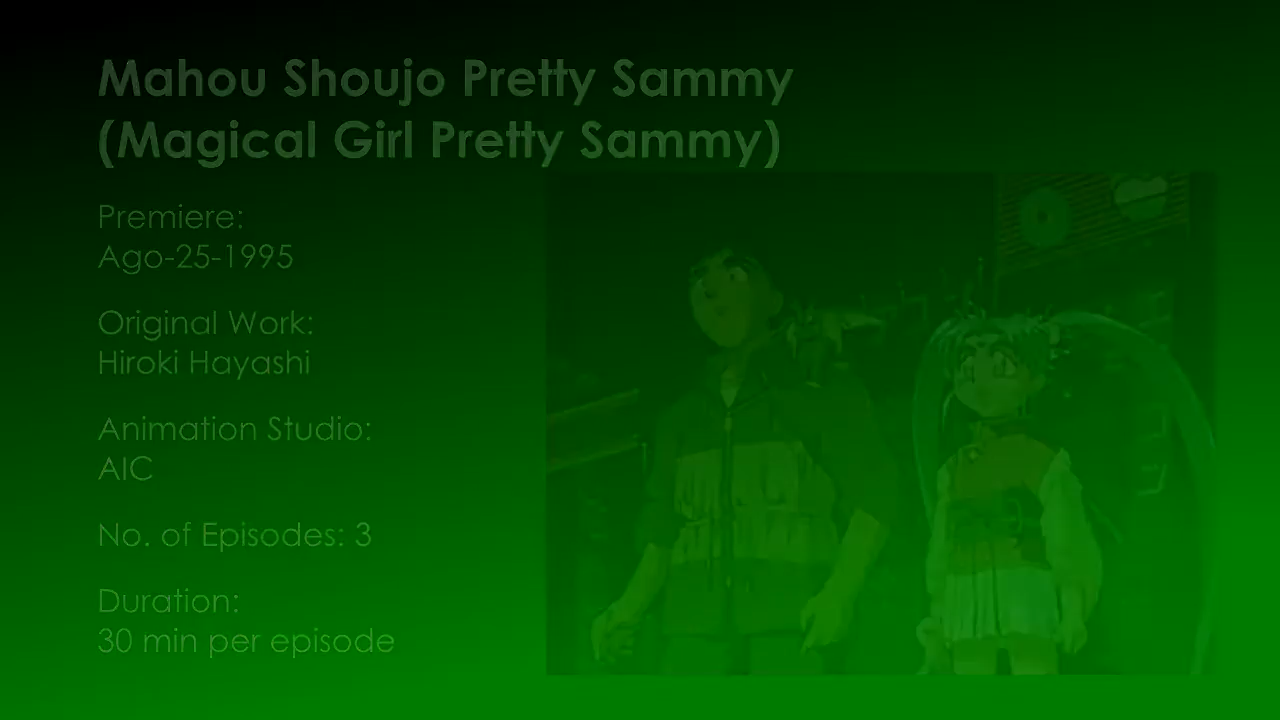 Mahou Shoujo Pretty Sammy
(Magical Girl Pretty Sammy)
Premiere:
Ago-25-1995
Original Work:
Hiroki Hayashi
Animation Studio:
AIC
No. of Episodes: 3
Duration:
30 min per episode